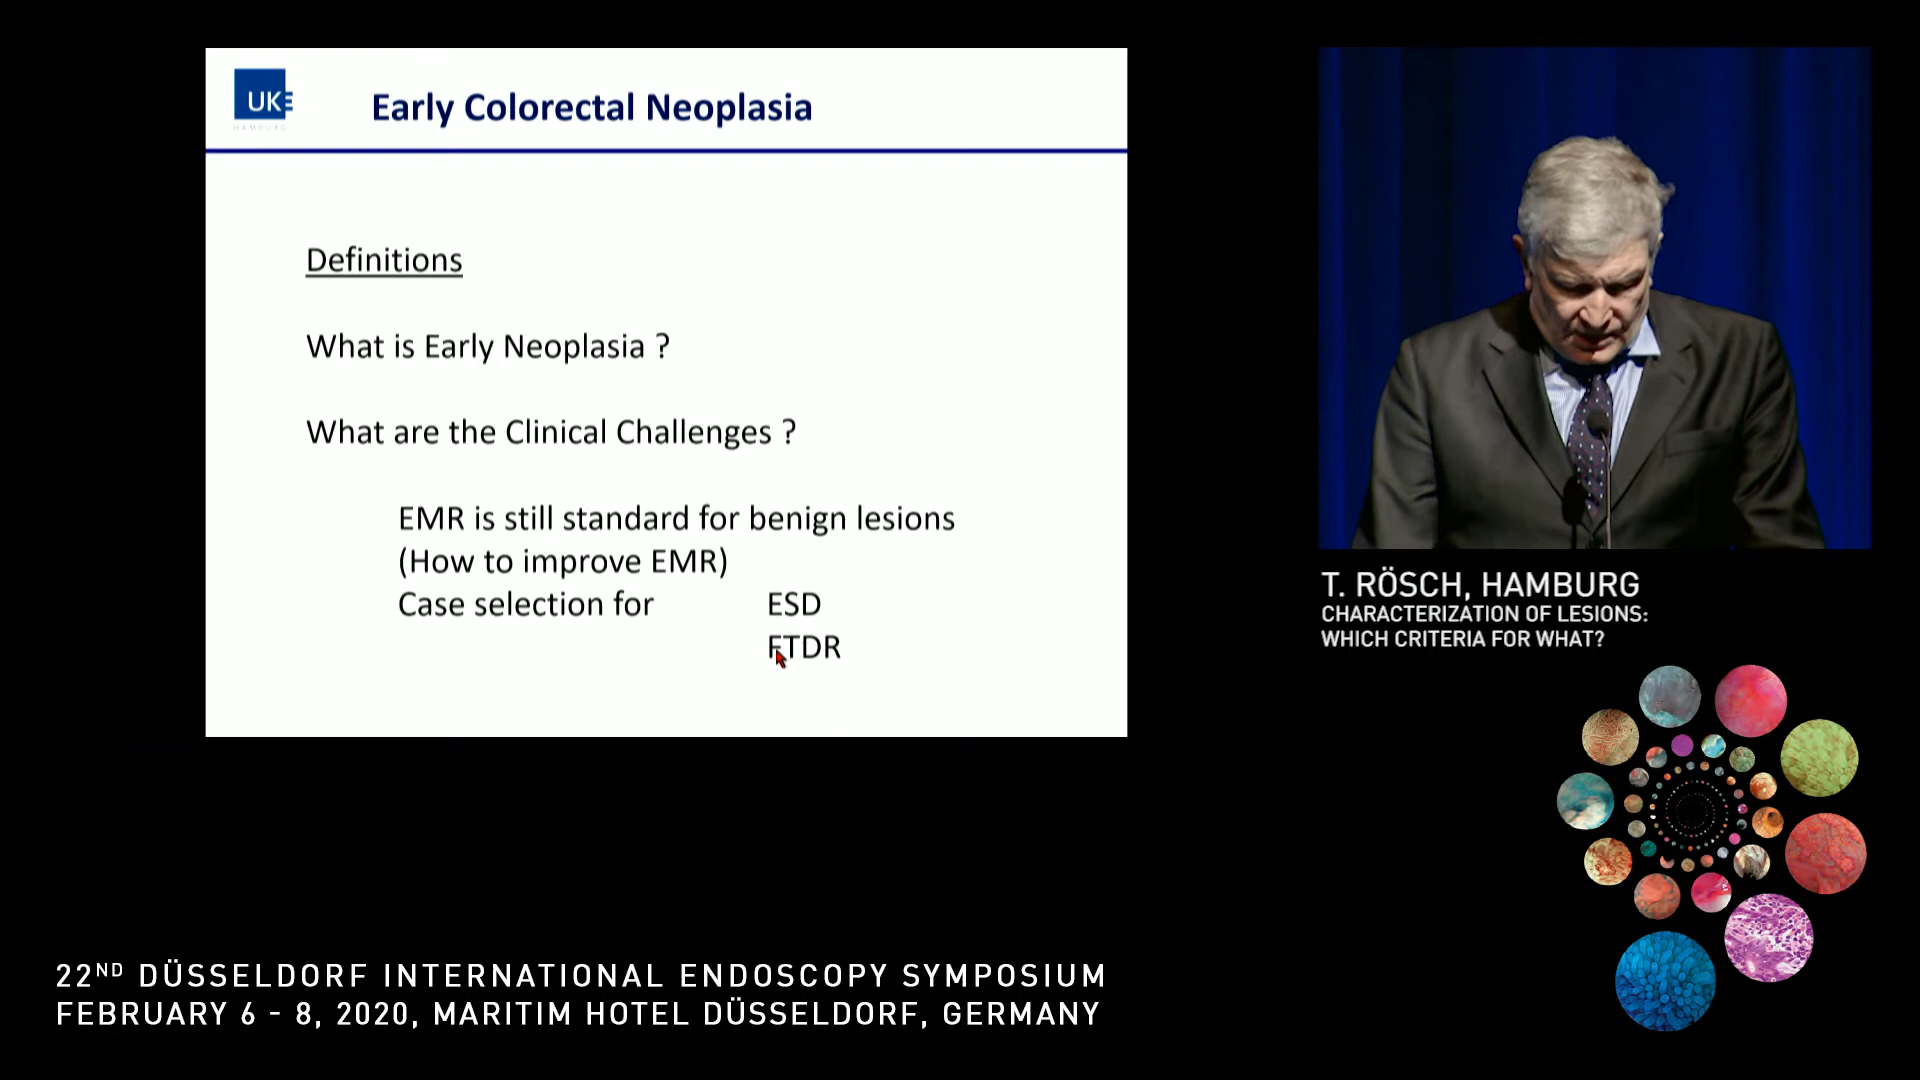 UKE
HAMBURG
Early Colorectal Neoplasia
Definitions
What is Early Neoplasia ?
What are the Clinical Challenges ?
EMR is still standard for benign lesions
(How to improve EMR)
Case selection for ESD
FTDR
T. RÖSCH, HAMBURG
CHARACTERIZATION OF LESIONS:
WHICH CRITERIA FOR WHAT?
22ND DÜSSELDORF INTERNATIONAL ENDOSCOPY SYMPOSIUM
FEBRUARY 6 - 8, 2020, MARITIM HOTEL DÜSSELDORF, GERMANY